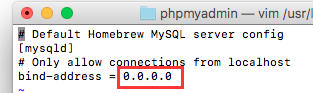 phpmyadmin — vim /usr/l
# Default Homebrew MySQL server config
[mysqld]
# Only allow connections from localhost
bind-address = 0.0.0.0
~